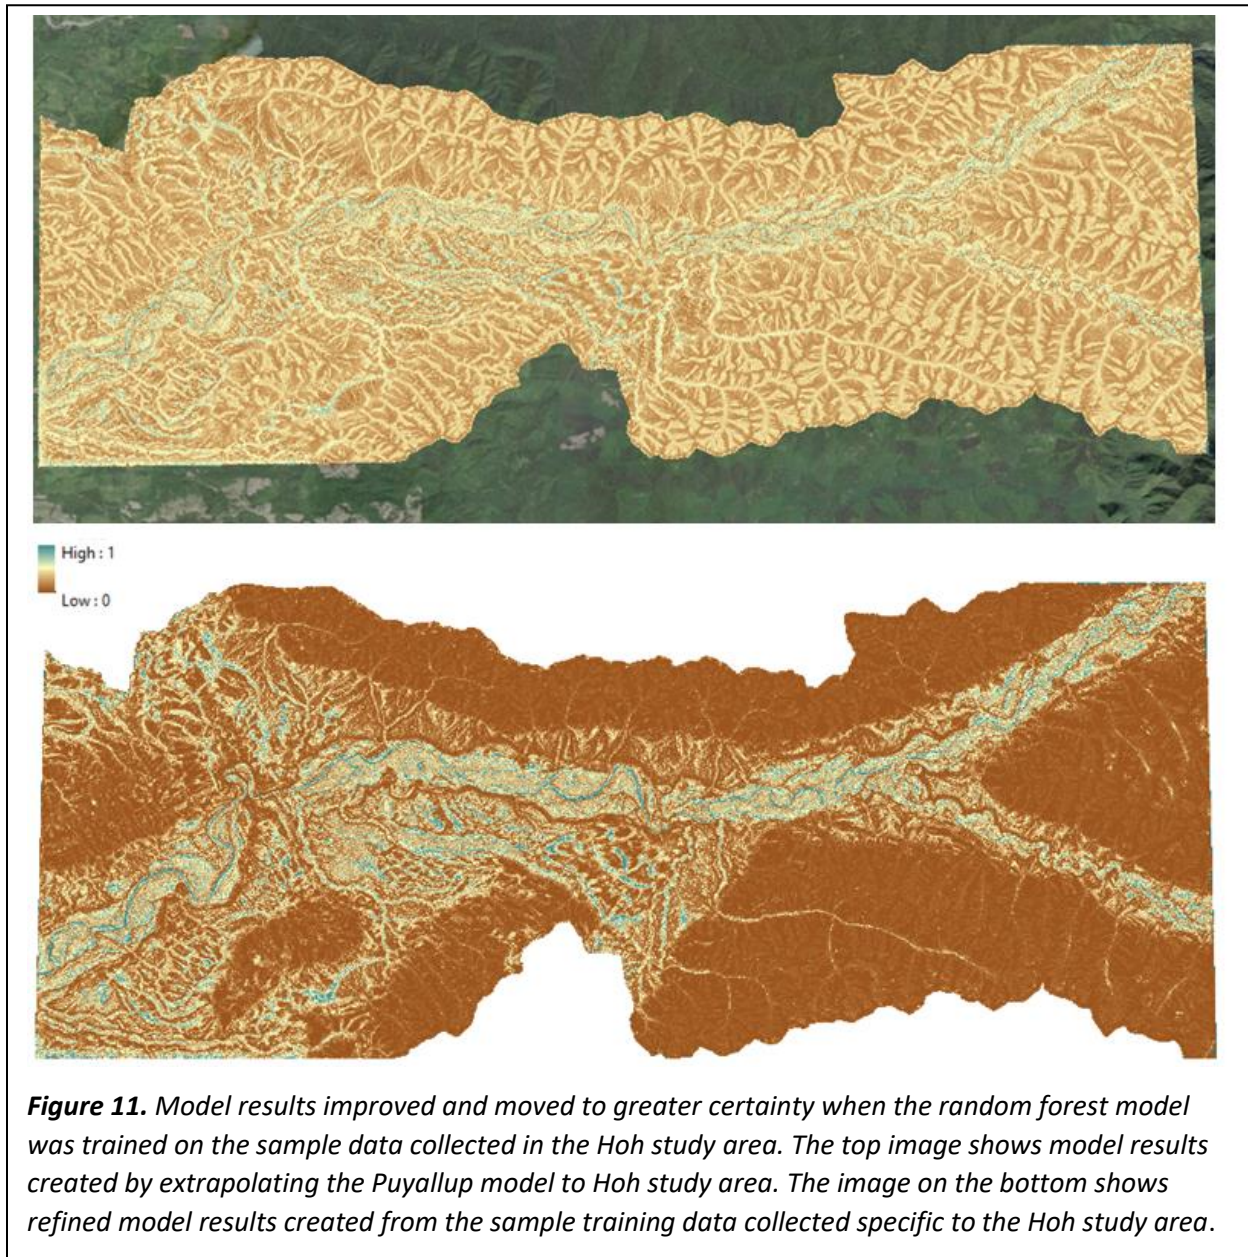 High : 1
Low : 0
Figure 11. Model results improved and moved to greater certainty when the random forest model
was trained on the sample data collected in the Hoh study area. The top image shows model results
created by extrapolating the Puyallup model to Hoh study area. The image on the bottom shows
refined model results created from the sample training data collected specific to the Hoh study area.